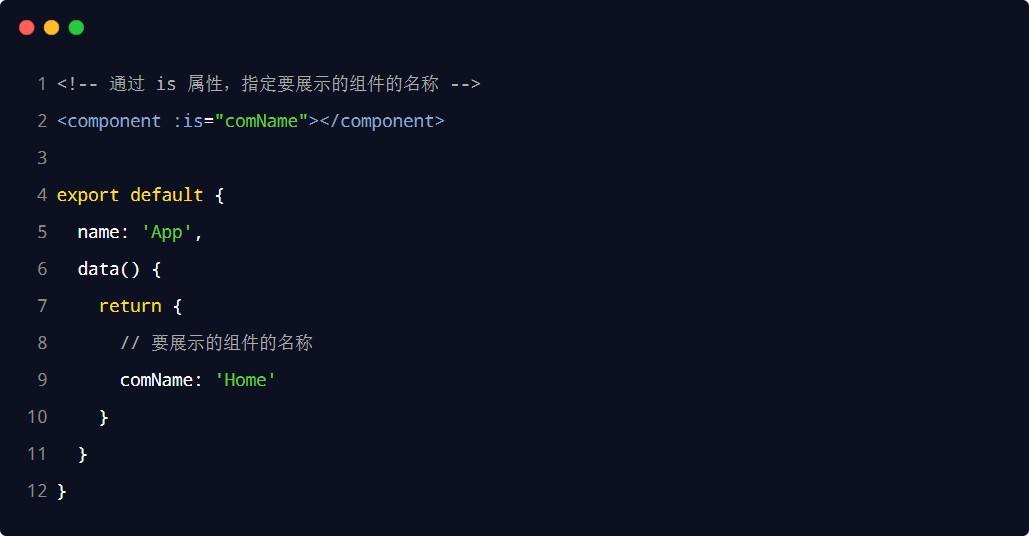 1 <!-- 通过 is 属性，指定要展示的组件的名称 -->
2 <component :is="comName"></component>
3
4 export default {
5   name: 'App',
6   data() {
7     return {
8       // 要展示的组件的名称
9       comName: 'Home'
10     }
11   }
12 }